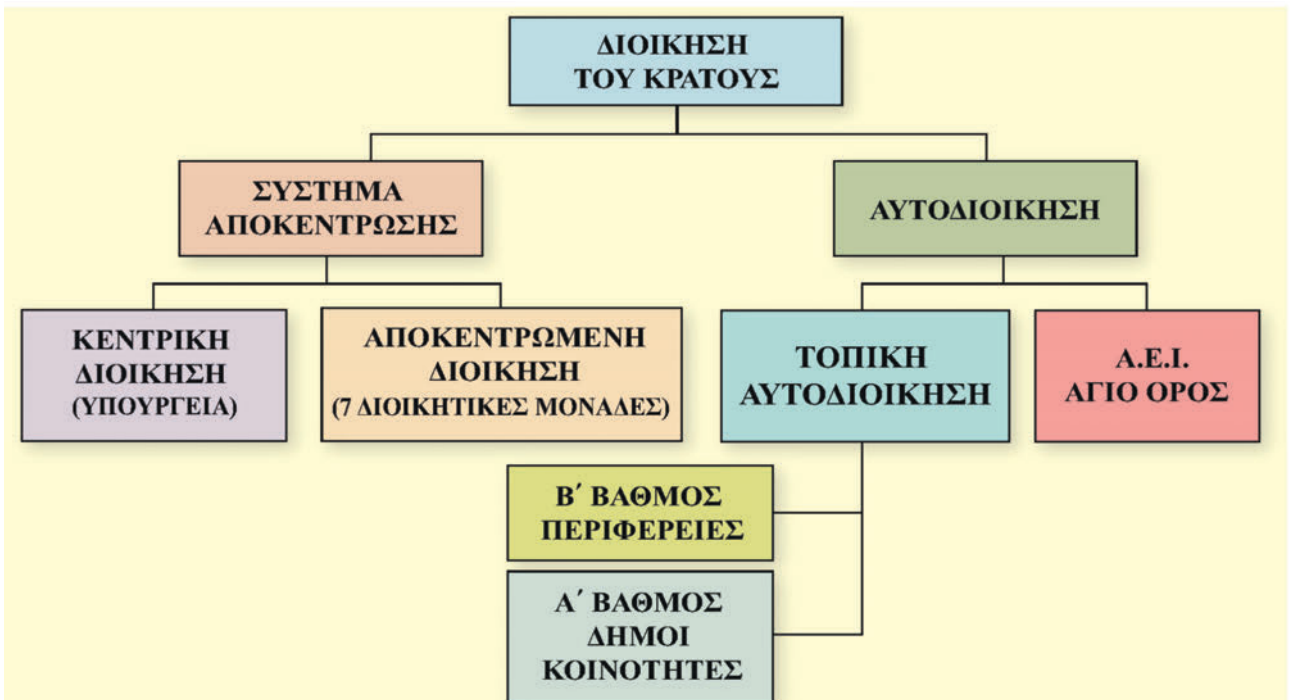 ΔΙΟΙΚΗΣΗ
ΤΟΥ ΚΡΑΤΟΥΣ
ΣΥΣΤΗΜΑ
ΑΠΟΚΕΝΤΡΩΣΗΣ
ΑΥΤΟΔΙΟΙΚΗΣΗ
ΚΕΝΤΡΙΚΗ
ΔΙΟΙΚΗΣΗ
(ΥΠΟΥΡΓΕΙΑ)
ΑΠΟΚΕΝΤΡΩΜΕΝΗ
ΔΙΟΙΚΗΣΗ
(7 ΔΙΟΙΚΗΤΙΚΕΣ ΜΟΝΑΔΕΣ)
ΤΟΠΙΚΗ
ΑΥΤΟΔΙΟΙΚΗΣΗ
Α.Ε.Ι.
ΑΓΙΟ ΟΡΟΣ
Β΄ ΒΑΘΜΟΣ
ΠΕΡΙΦΕΡΕΙΕΣ
Α΄ ΒΑΘΜΟΣ
ΔΗΜΟΙ
ΚΟΙΝΟΤΗΤΕΣ